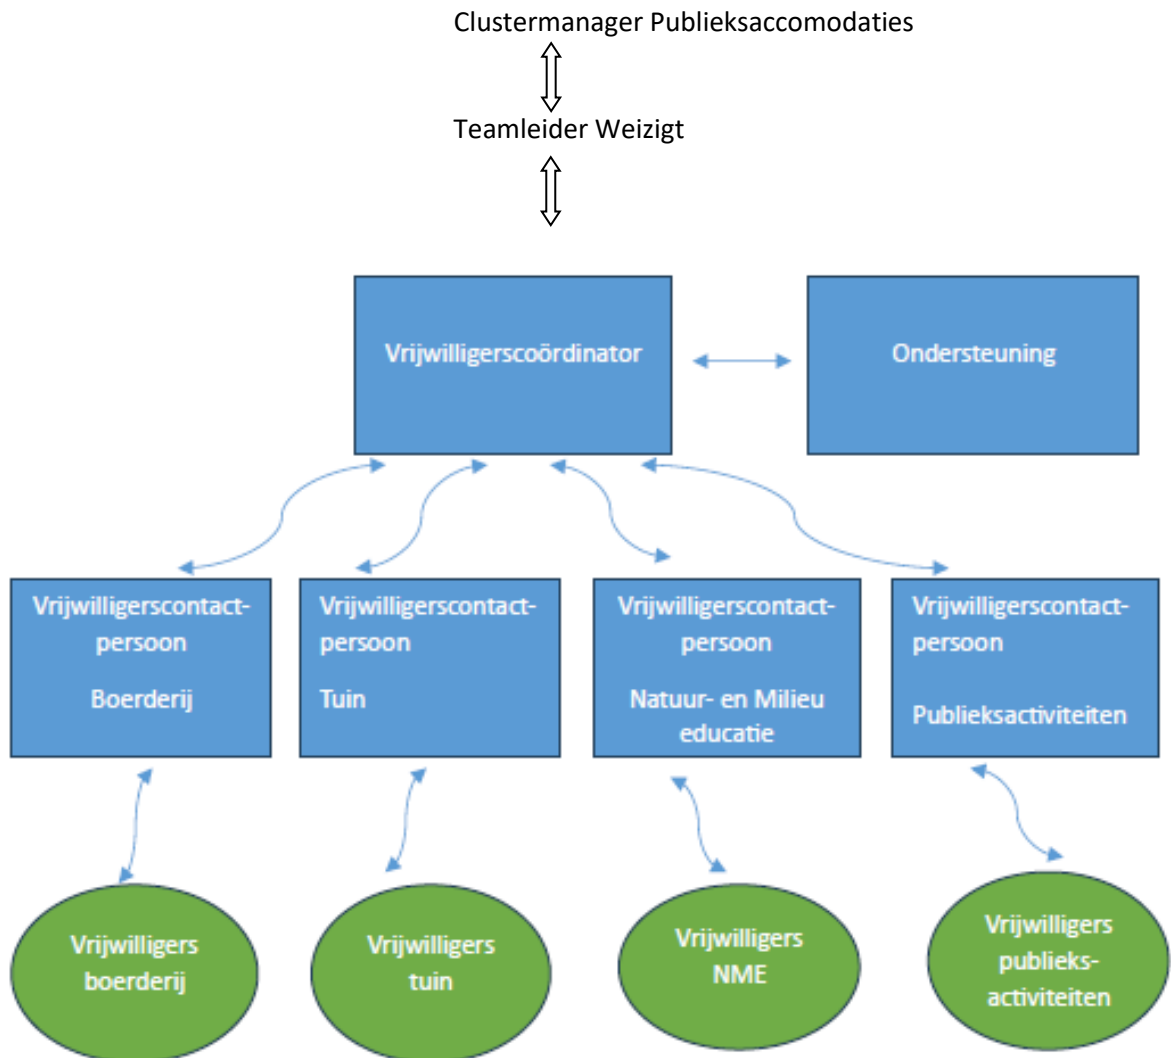 Clustermanager Publieksaccomodaties
Teamleider Weizigt
Vrijwilligerscoördinator
Ondersteuning
Vrijwilligerscontact-
persoon
Boerderij
Vrijwilligerscontact-
persoon
Tuin
Vrijwilligerscontact-
persoon
Natuur- en Milieu
educatie
Vrijwilligerscontact-
persoon
Publieksactiviteiten
Vrijwilligers
boerderij
Vrijwilligers
tuin
Vrijwilligers
NME
Vrijwilligers
publieks-
activiteiten